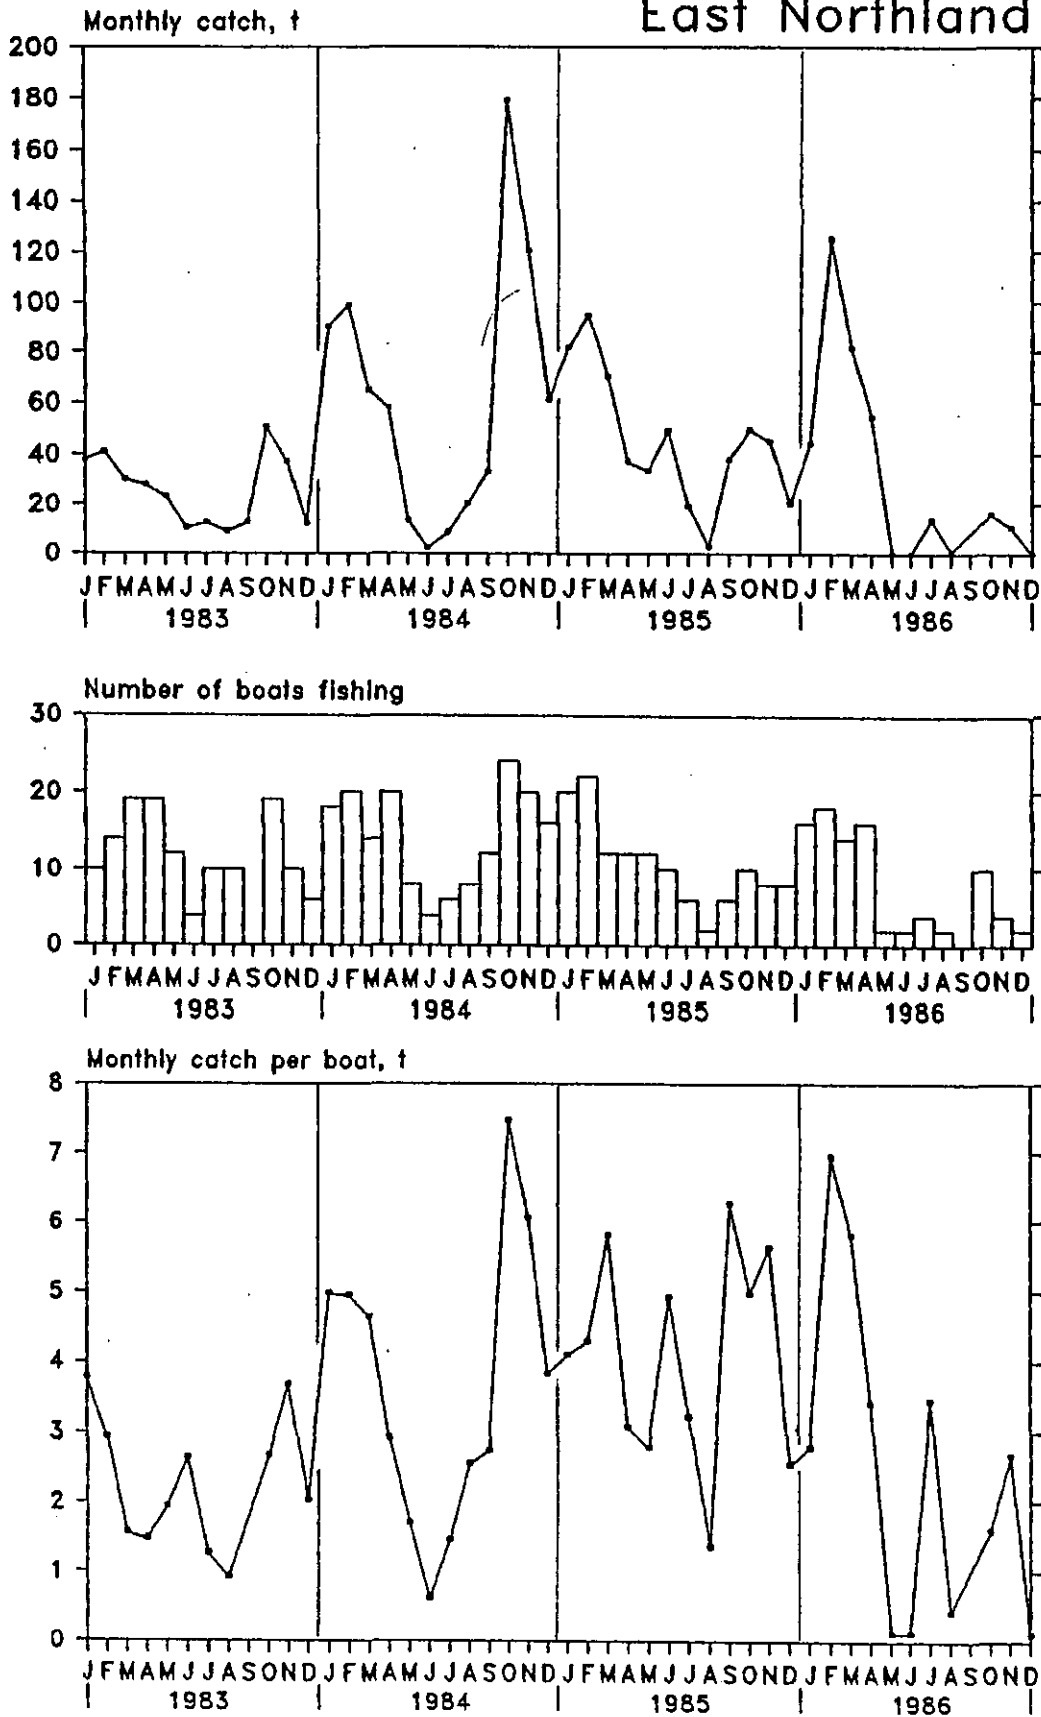 East Northland
Monthly catch, t
200
180
160
140
120
100
80
60
40
20
0
J F M A M J J A S O N D J F M A M J J A S O N D J F M A M J J A S O N D J F M A M J J A S O N D
1983 1984 1985 1986
Number of boats fishing
30
20
10
0
J F M A M J J A S O N D J F M A M J J A S O N D J F M A M J J A S O N D J F M A M J J A S O N D
1983 1984 1985 1986
Monthly catch per boat, t
8
7
6
5
4
3
2
1
0
J F M A M J J A S O N D J F M A M J J A S O N D J F M A M J J A S O N D J F M A M J J A S O N D
1983 1984 1985 1986